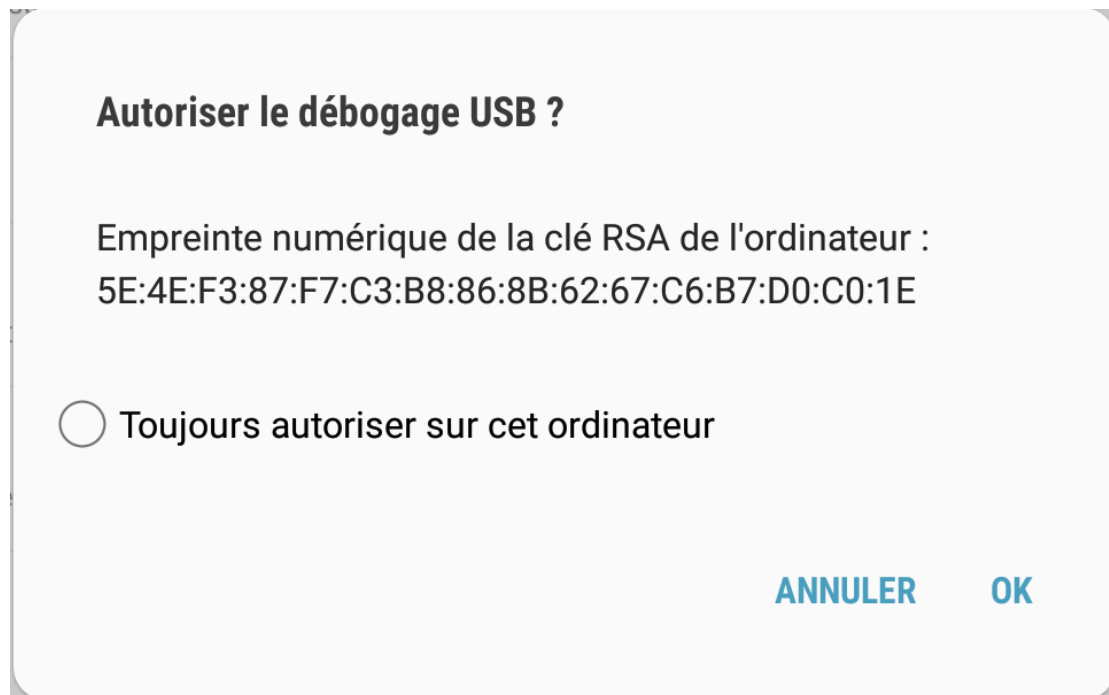 Autoriser le débogage USB ?
Empreinte numérique de la clé RSA de l'ordinateur :
5E:4E:F3:87:F7:C3:B8:86:8B:62:67:C6:B7:D0:C0:1E
Toujours autoriser sur cet ordinateur
ANNULER OK